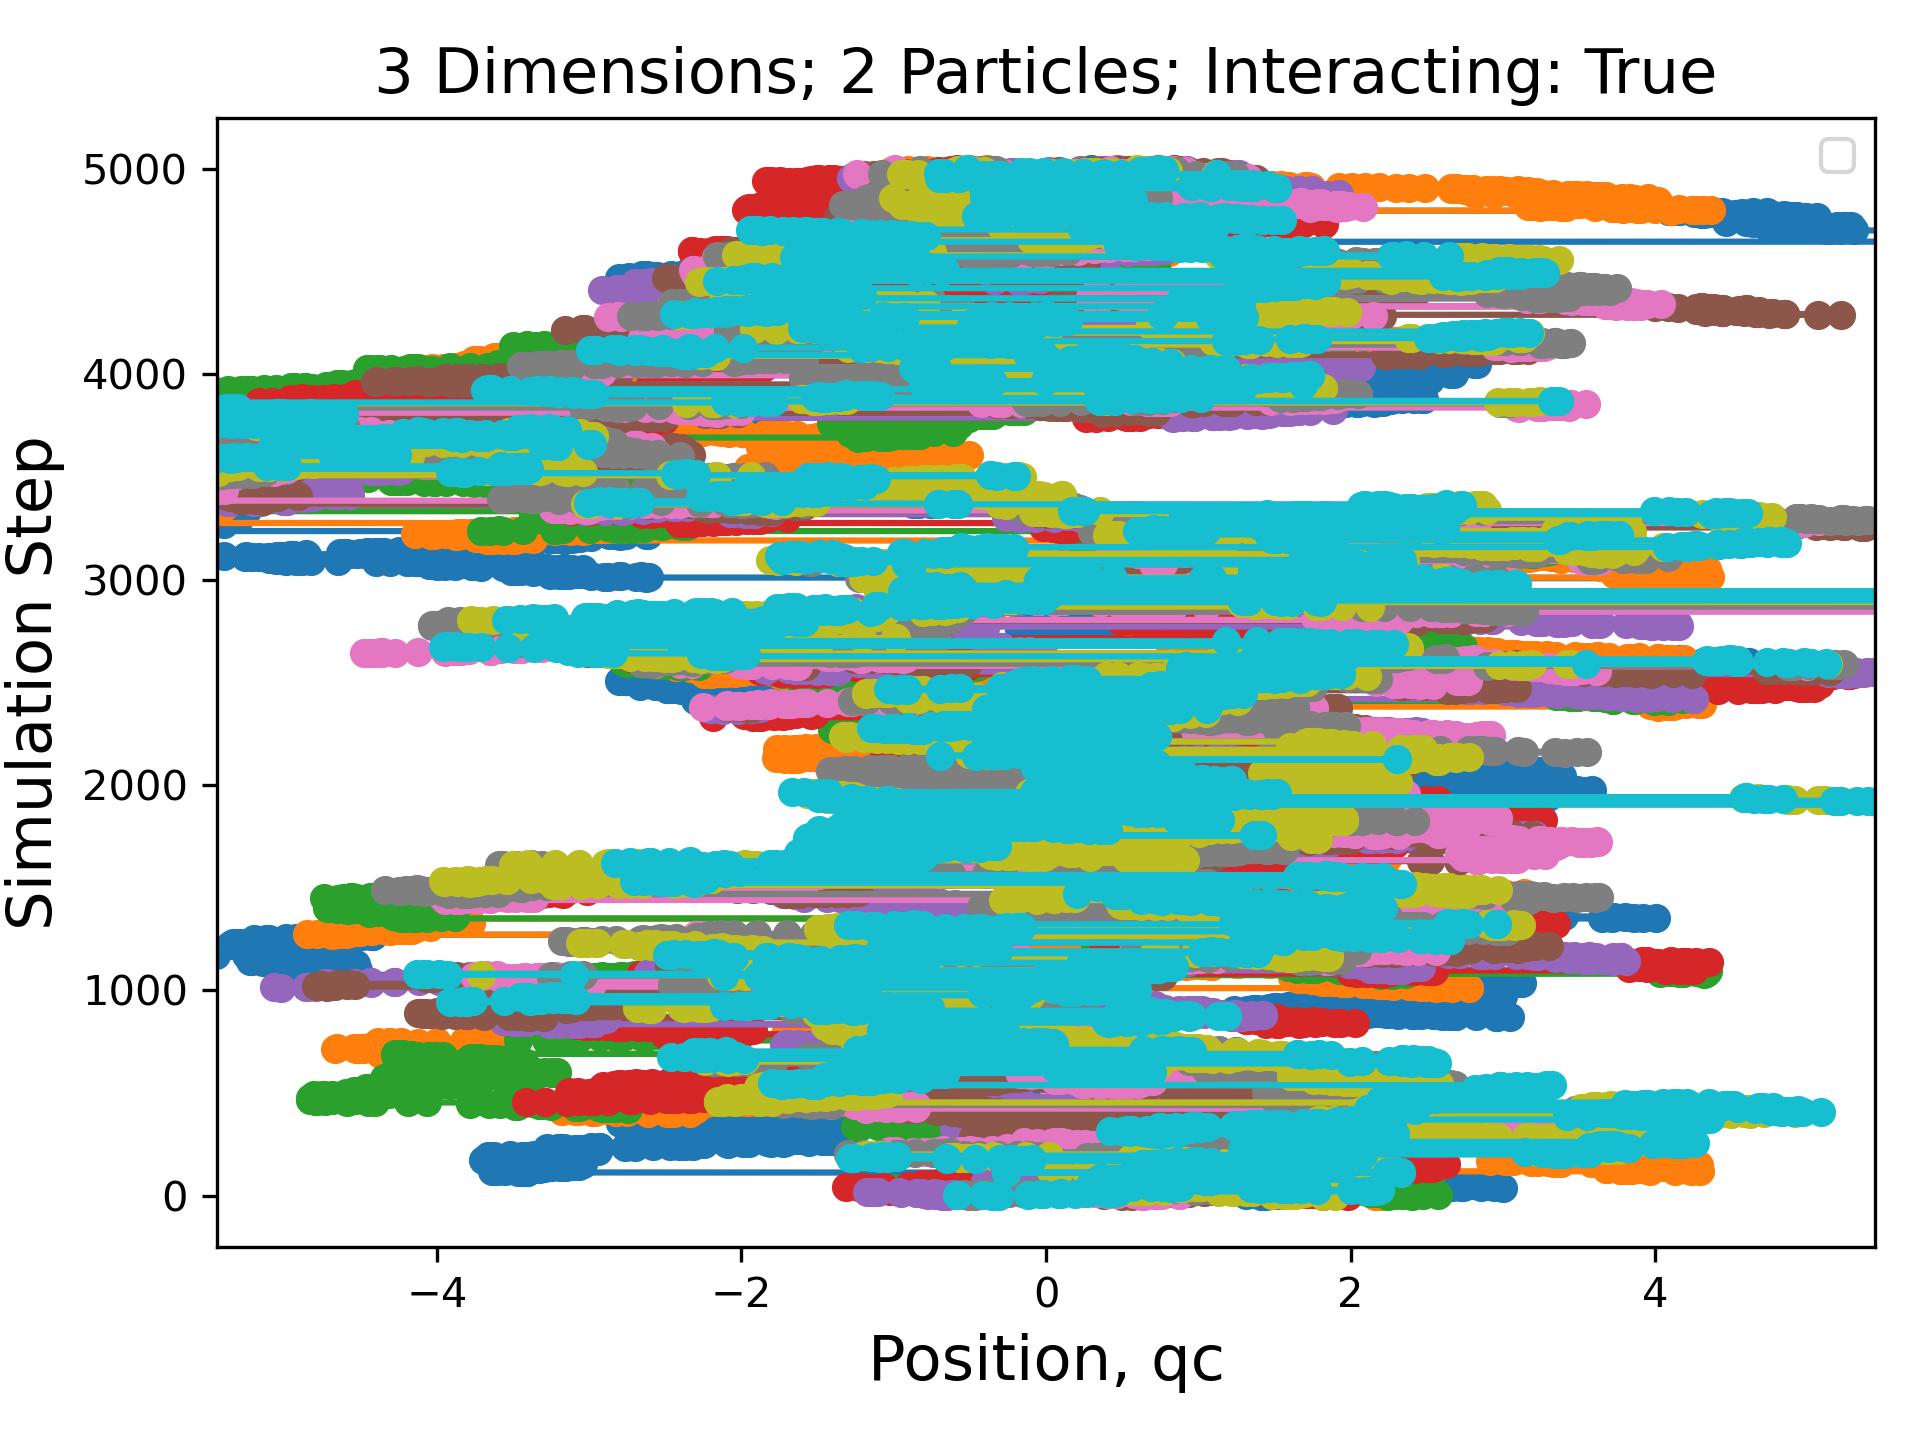 3 Dimensions; 2 Particles; Interacting: True
Simulation Step
5000
4000
3000
2000
1000
0
−4 −2 0 2 4
Position, qc